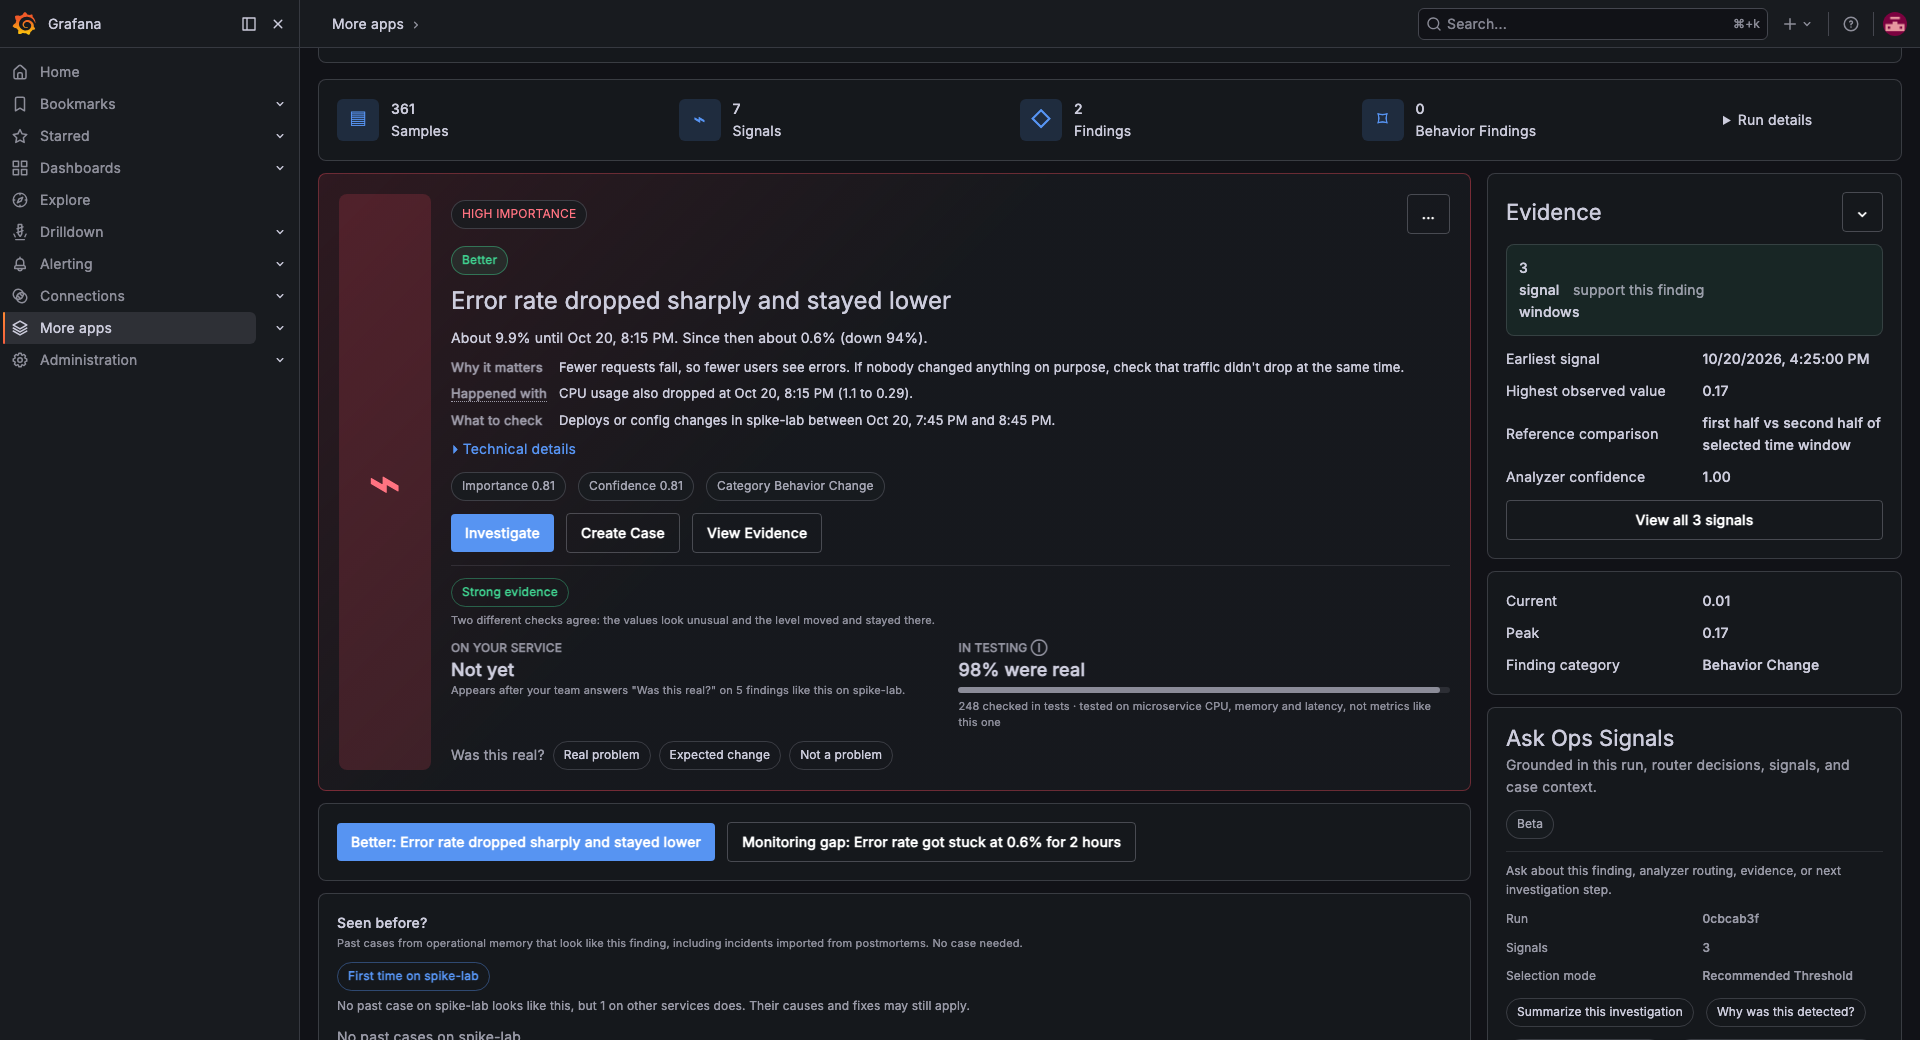 Grafana
More apps ›
Search...
⌘+k
Home
Bookmarks
Starred
Dashboards
Explore
Drilldown
Alerting
Connections
More apps
Administration
361
Samples
7
Signals
2
Findings
0
Behavior Findings
▶ Run details
HIGH IMPORTANCE
...
Better
Error rate dropped sharply and stayed lower
About 9.9% until Oct 20, 8:15 PM. Since then about 0.6% (down 94%).
Why it matters Fewer requests fail, so fewer users see errors. If nobody changed anything on purpose, check that traffic didn't drop at the same time.
Happened with CPU usage also dropped at Oct 20, 8:15 PM (1.1 to 0.29).
What to check Deploys or config changes in spike-lab between Oct 20, 7:45 PM and 8:45 PM.
Technical details
Importance 0.81
Confidence 0.81
Category Behavior Change
Investigate
Create Case
View Evidence
Strong evidence
Two different checks agree: the values look unusual and the level moved and stayed there.
ON YOUR SERVICE
Not yet
Appears after your team answers "Was this real?" on 5 findings like this on spike-lab.
IN TESTING
98% were real
248 checked in tests · tested on microservice CPU, memory and latency, not metrics like
this one
Was this real?
Real problem
Expected change
Not a problem
Better: Error rate dropped sharply and stayed lower
Monitoring gap: Error rate got stuck at 0.6% for 2 hours
Seen before?
Past cases from operational memory that look like this finding, including incidents imported from postmortems. No case needed.
First time on spike-lab
No past case on spike-lab looks like this, but 1 on other services does. Their causes and fixes may still apply.
No past cases on spike-lab
Evidence
3
signal
windows
support this finding
Earliest signal 10/20/2026, 4:25:00 PM
Highest observed value 0.17
Reference comparison first half vs second half of
selected time window
Analyzer confidence 1.00
View all 3 signals
Current 0.01
Peak 0.17
Finding category Behavior Change
Ask Ops Signals
Grounded in this run, router decisions, signals, and
case context.
Beta
Ask about this finding, analyzer routing, evidence, or next
investigation step.
Run 0cbcab3f
Signals 3
Selection mode Recommended Threshold
Summarize this investigation
Why was this detected?